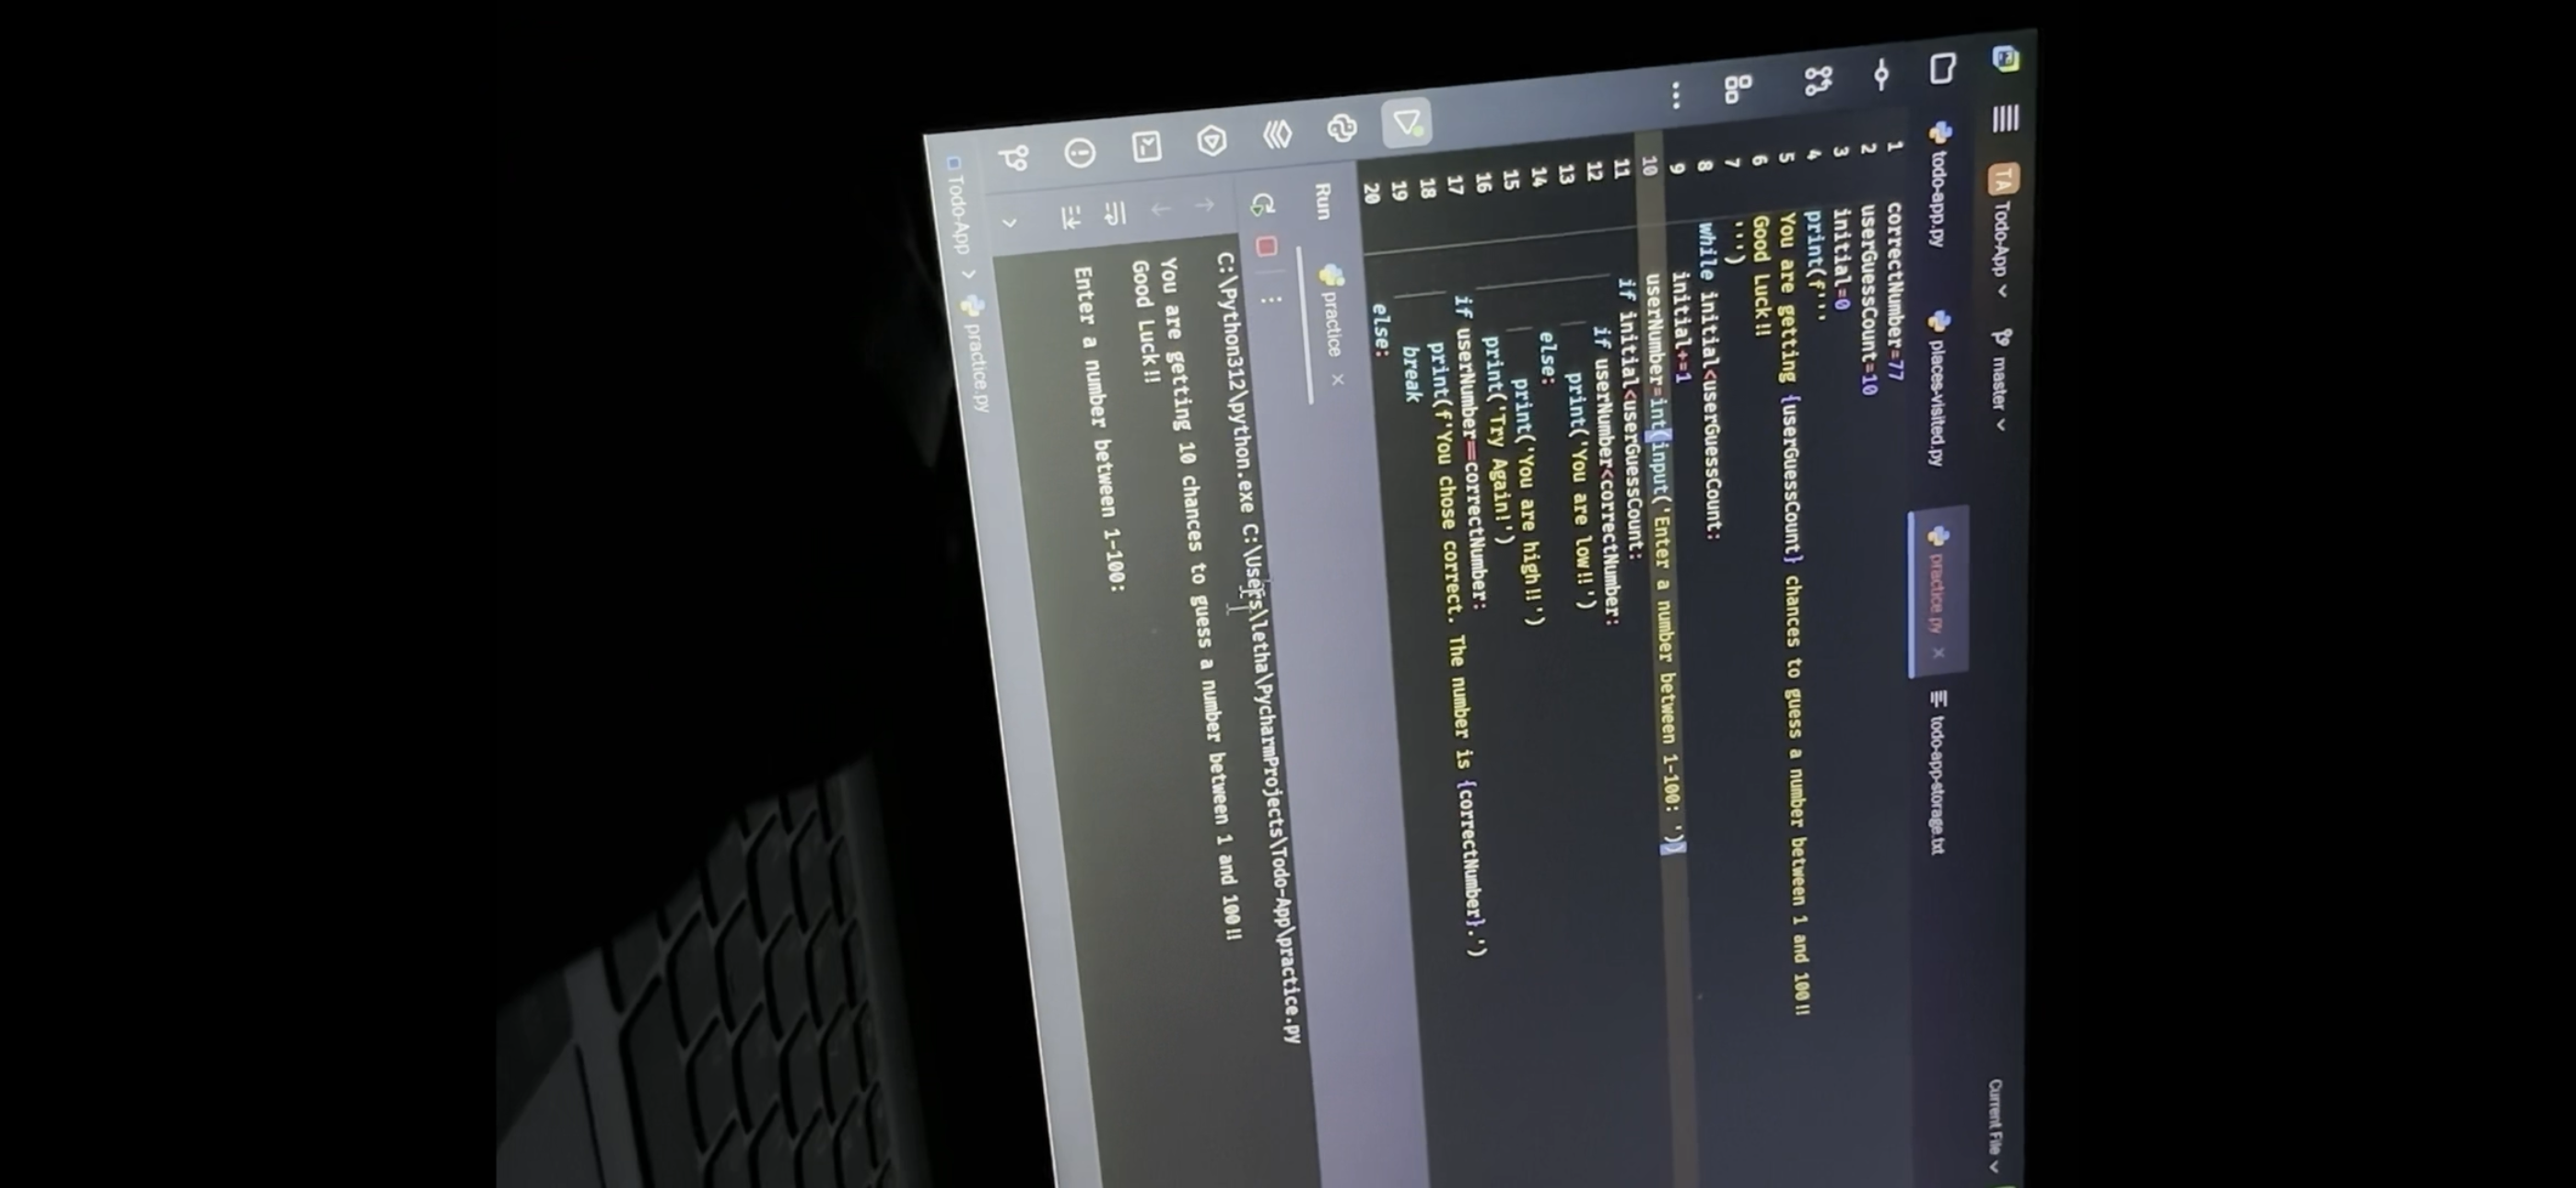 TA Todo-App master Current File
todo-app.py places-visited.py practice.py todo-app-storage.txt
1 correctNumber=77
2 userGuessCount=10
3 initial=0
4 print(f'''
5 You are getting {userGuessCount} chances to guess a number between 1 and 100!!
6 Good Luck!!
7 ''')
8 while initial<userGuessCount:
9 initial+=1
10 userNumber=int(input('Enter a number between 1-100: '))
11 if initial<userGuessCount:
12 if userNumber<correctNumber:
13 print('You are low!!')
14 else:
15 print('You are high!!')
16 print('Try Again!')
17 if userNumber==correctNumber:
18 print(f'You chose correct. The number is {correctNumber}.')
19 break
20 else:
Run practice
C:\Python312\python.exe C:\Users\letha\PycharmProjects\Todo-App\practice.py
You are getting 10 chances to guess a number between 1 and 100!!
Good Luck!!
Enter a number between 1-100:
Todo-App > practice.py